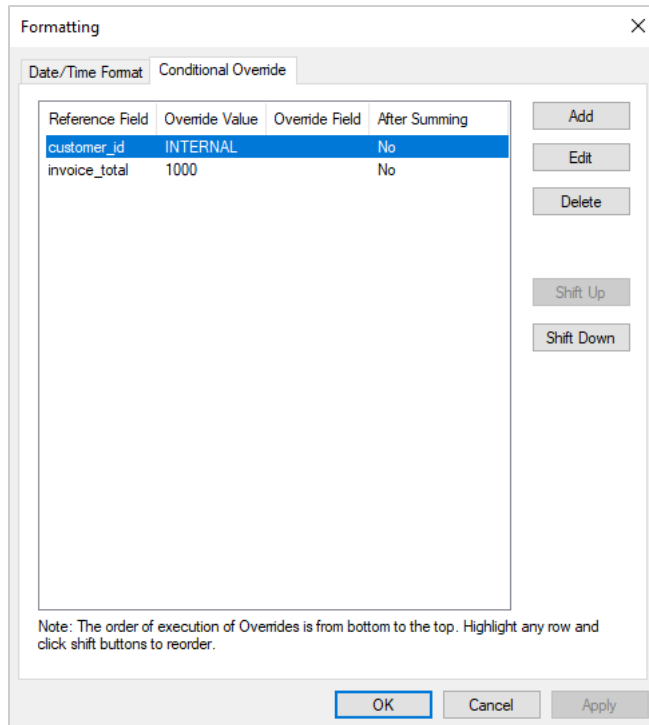 Formatting
Date/Time Format Conditional Override
Reference Field Override Value Override Field After Summing
customer_id INTERNAL No
invoice_total 1000 No
Add
Edit
Delete
Shift Up
Shift Down
Note: The order of execution of Overrides is from bottom to the top. Highlight any row and
click shift buttons to reorder.
OK Cancel Apply